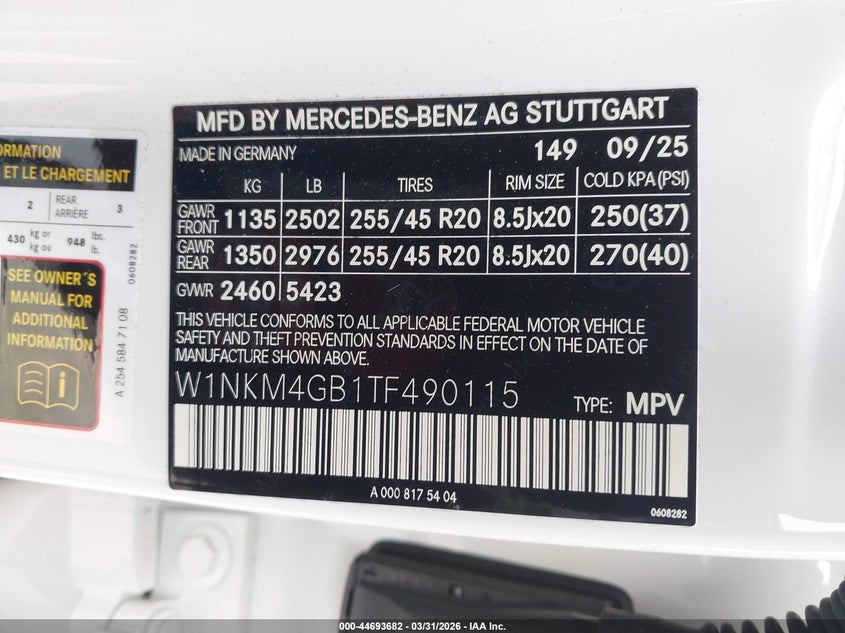 ORMATION
ET LE CHARGEMENT
2 REAR ARRIÈRE 3
430 kg or kg ou 948 lbs. lb.
0608282
SEE OWNER´S
MANUAL FOR
ADDITIONAL
INFORMATION
A 254 584 71 08
MFD BY MERCEDES-BENZ AG STUTTGART
MADE IN GERMANY 149 09/25
KG LB TIRES RIM SIZE COLD KPA(PSI)
GAWR FRONT 1135 2502 255/45 R20 8.5Jx20 250(37)
GAWR REAR 1350 2976 255/45 R20 8.5Jx20 270(40)
GVWR 2460 5423
THIS VEHICLE CONFORMS TO ALL APPLICABLE FEDERAL MOTOR VEHICLE
SAFETY AND THEFT PREVENTION STANDARDS IN EFFECT ON THE DATE OF
MANUFACTURE SHOWN ABOVE.
W1NKM4GB1TF490115 TYPE: MPV
A 000 817 54 04
0608282
000-44693682 / 03/31/2026 - IAA Inc.